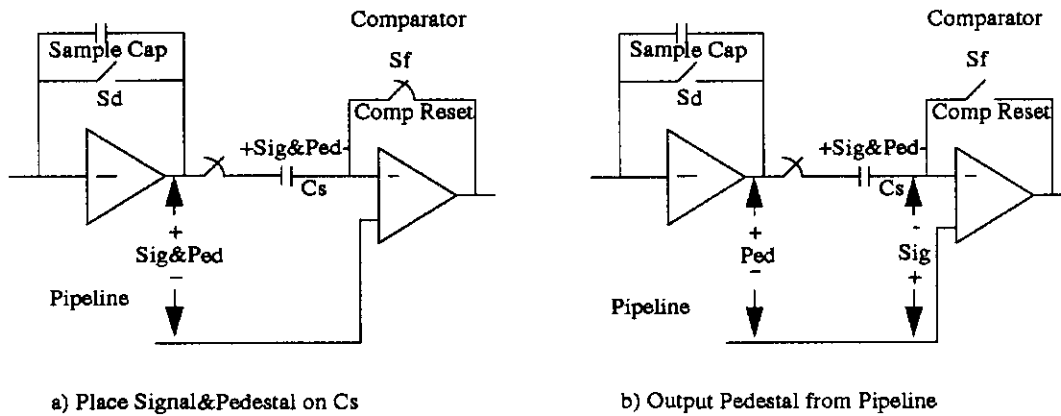 Comparator
Sample Cap
Sf
Sd
Comp Reset
+Sig&Ped-
−
−
Cs
+
Sig&Ped
−
Pipeline
a) Place Signal&Pedestal on Cs
Comparator
Sample Cap
Sf
Sd
Comp Reset
+Sig&Ped-
−
−
Cs
+
-
Ped
Sig
−
+
Pipeline
b) Output Pedestal from Pipeline